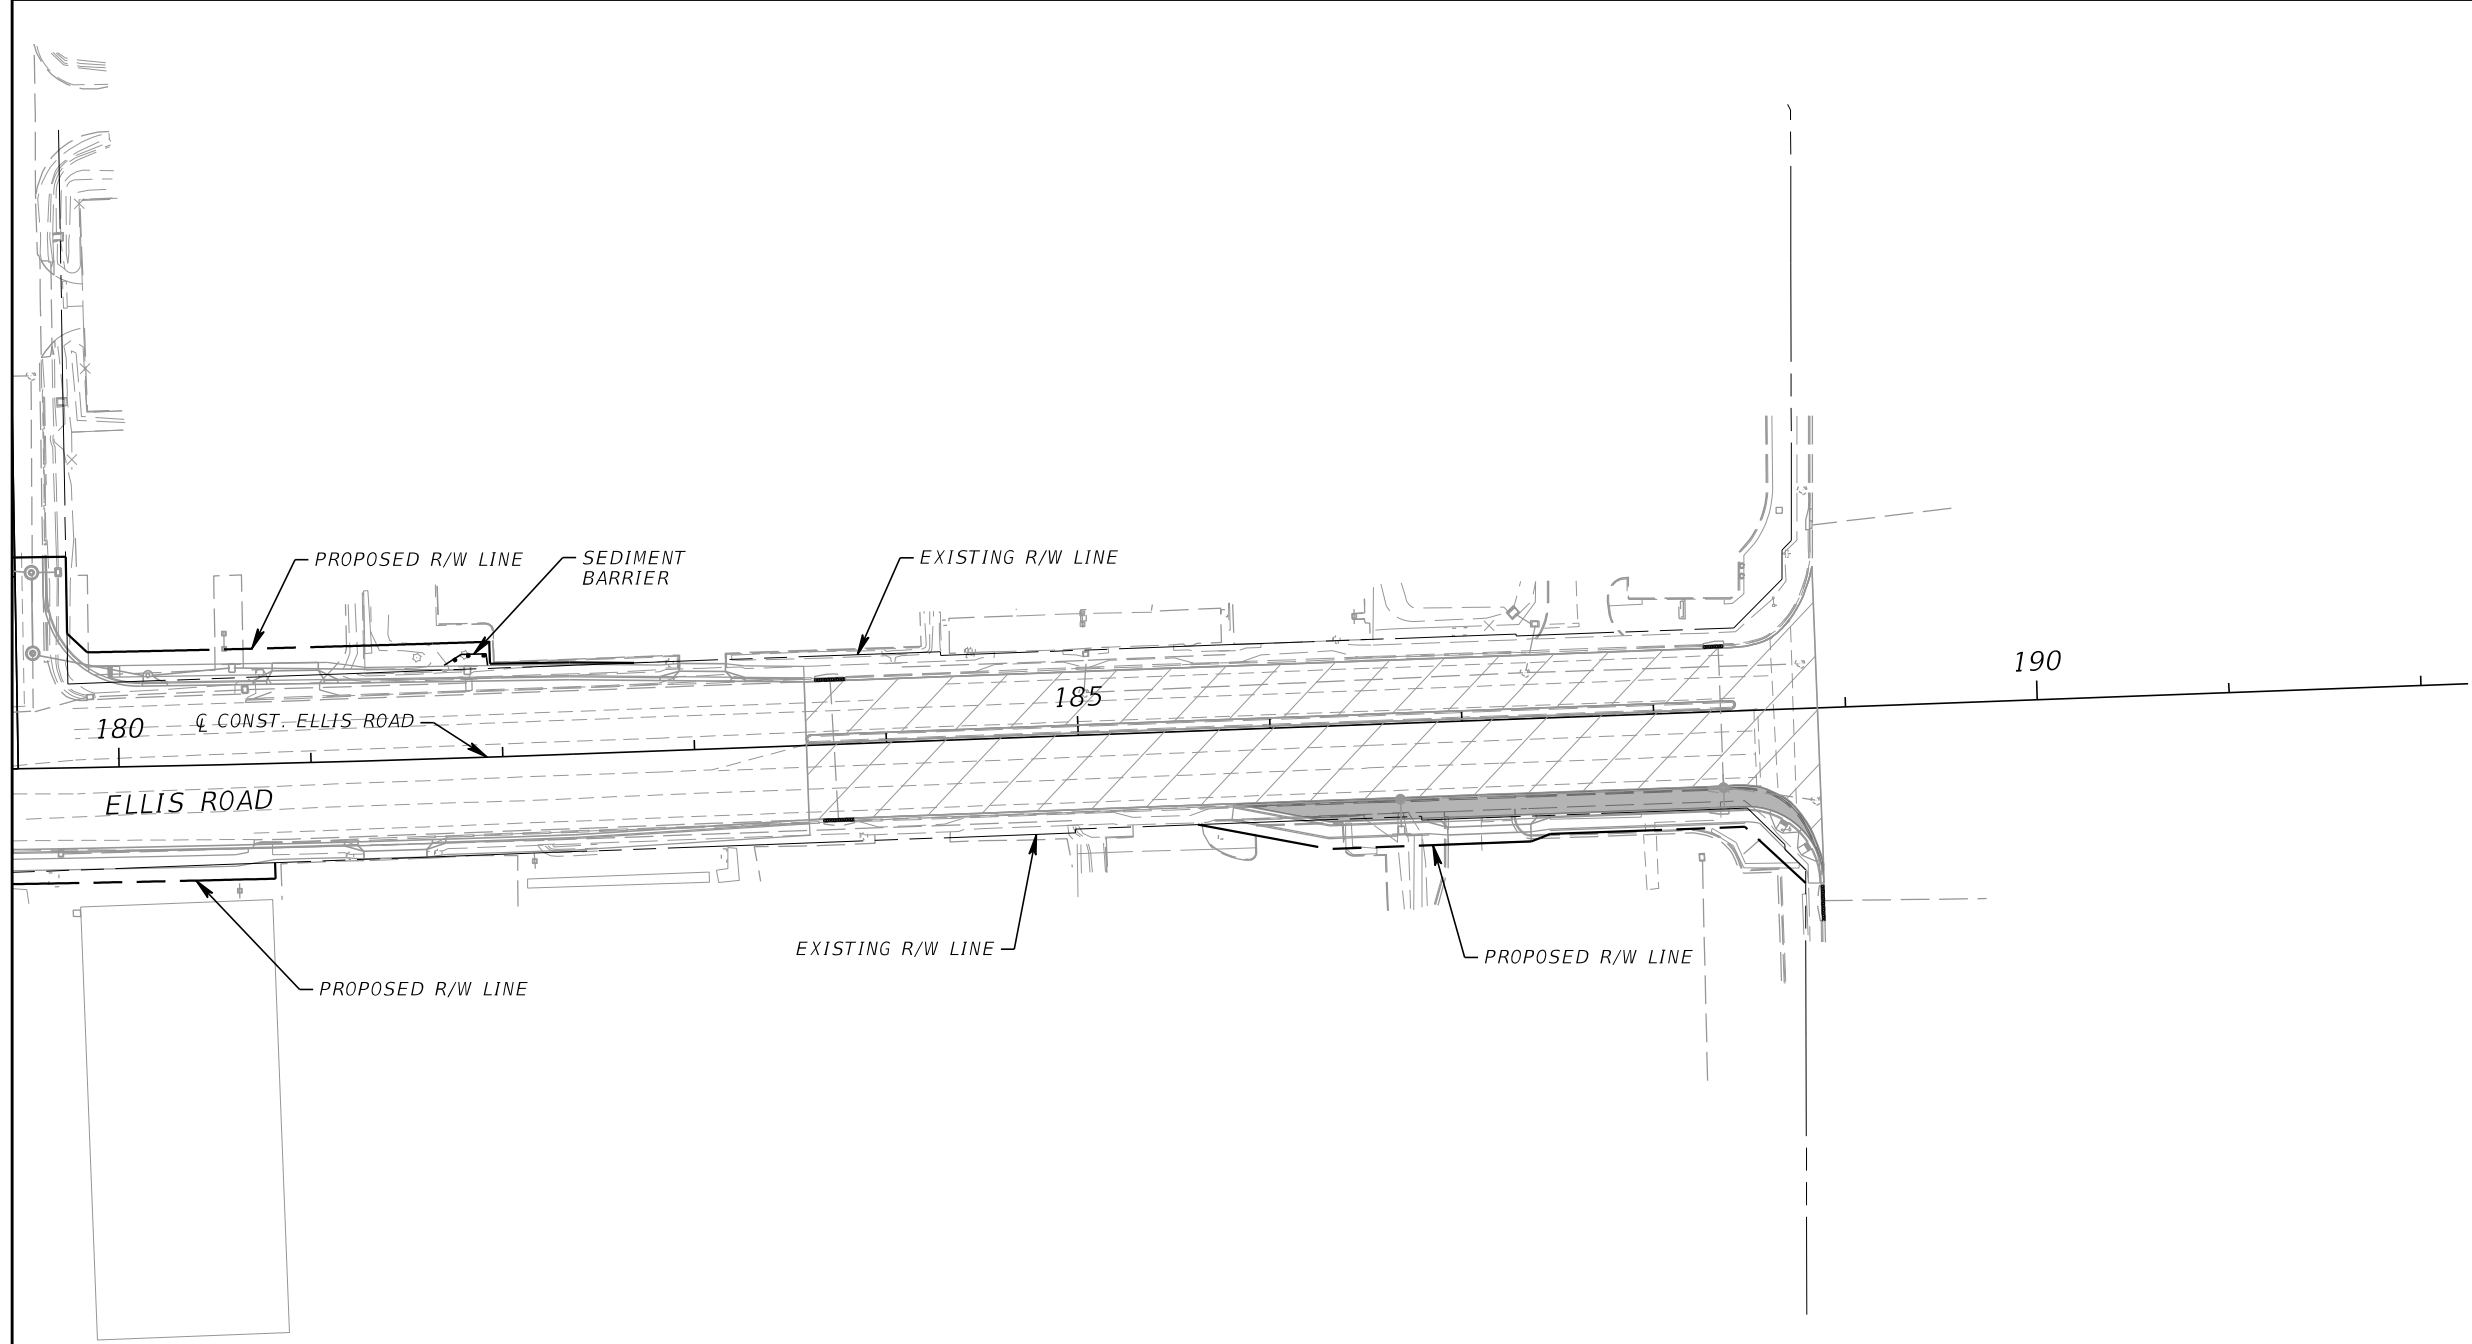 PROPOSED R/W LINE
SEDIMENT
BARRIER
EXISTING R/W LINE
190
185
180
℄ CONST. ELLIS ROAD
ELLIS ROAD
EXISTING R/W LINE
PROPOSED R/W LINE
PROPOSED R/W LINE